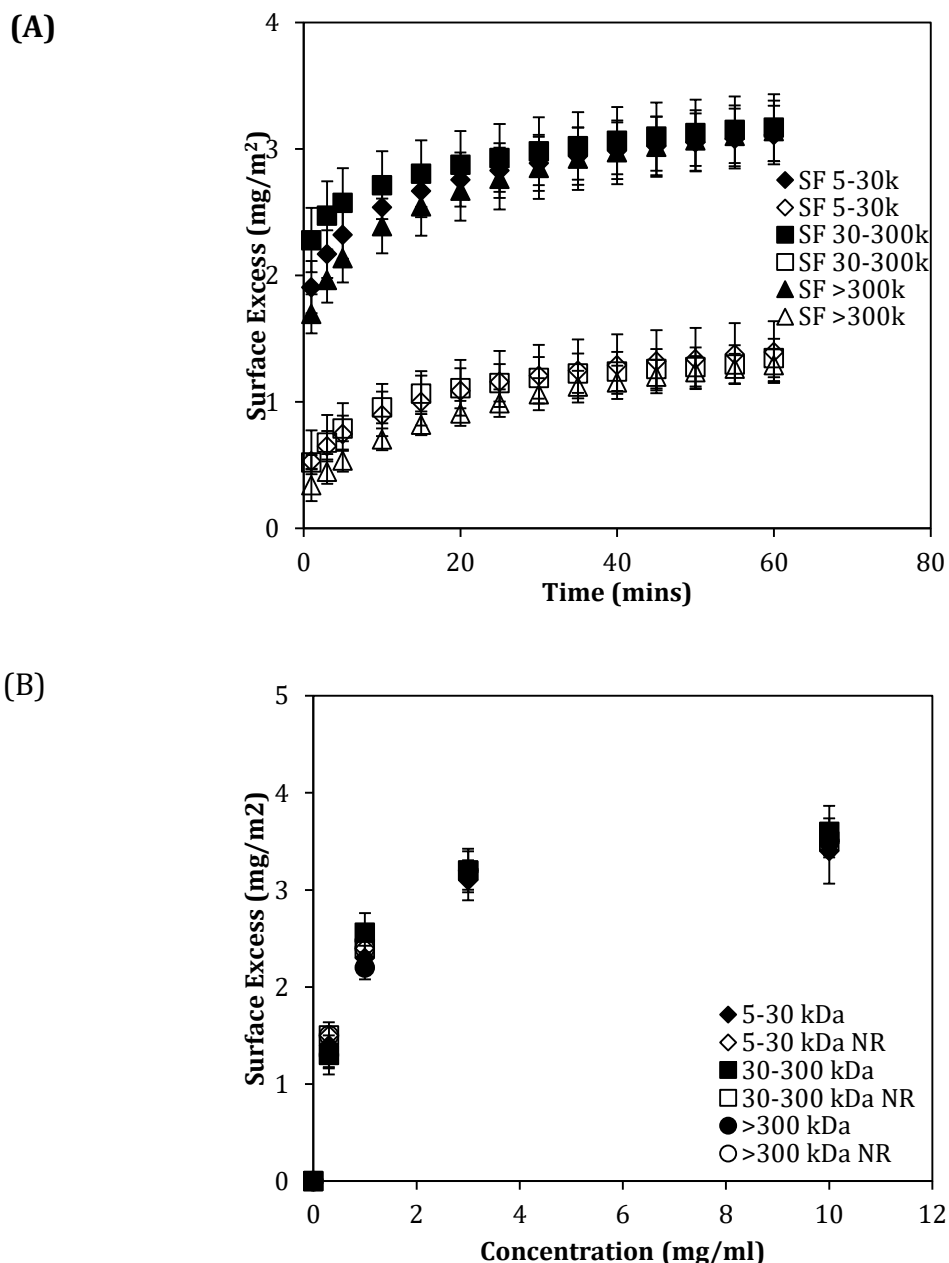 (A)
4
3
2
1
0
Surface Excess (mg/m²)
SF 5-30k
SF 5-30k
SF 30-300k
SF 30-300k
SF >300k
SF >300k
0 20 40 60 80
Time (mins)
(B)
5
4
3
2
1
0
Surface Excess (mg/m2)
5-30 kDa
5-30 kDa NR
30-300 kDa
30-300 kDa NR
>300 kDa
>300 kDa NR
0 2 4 6 8 10 12
Concentration (mg/ml)